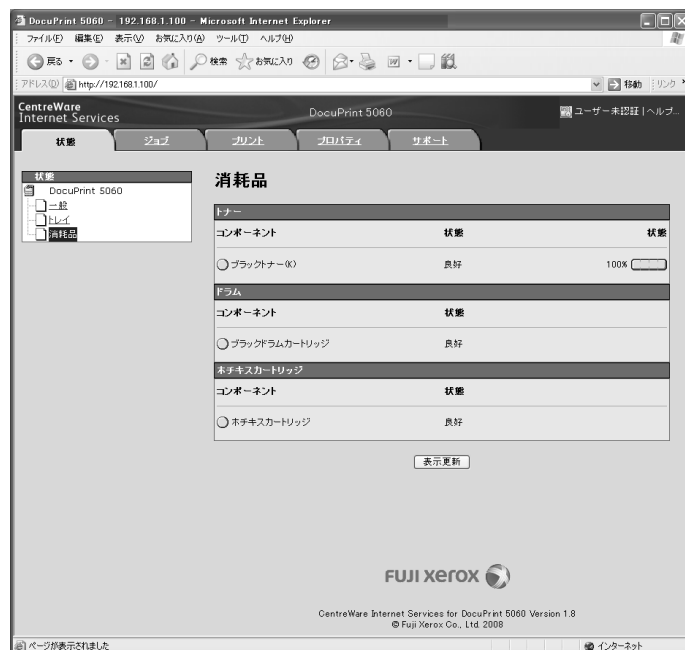 DocuPrint 5060 - 192.168.1.100 - Microsoft Internet Explorer
ファイル(F) 編集(E) 表示(V) お気に入り(A) ツール(T) ヘルプ(H)
戻る 検索 お気に入り
アドレス(D) http://192.168.1.100/ 移動 リンク »
CentreWare
Internet Services
DocuPrint 5060
ユーザー未認証 | ヘルプ...
状態 ジョブ プリント プロパティ サポート
状態
DocuPrint 5060
一般
トレイ
消耗品
消耗品
トナー
コンポーネント 状態 状態
ブラックトナー(K) 良好 100%
ドラム
コンポーネント 状態
ブラックドラムカートリッジ 良好
ホチキスカートリッジ
コンポーネント 状態
ホチキスカートリッジ 良好
表示更新
FUJI xerox
CentreWare Internet Services for DocuPrint 5060 Version 1.8
© Fuji Xerox Co., Ltd. 2008
ページが表示されました インターネット